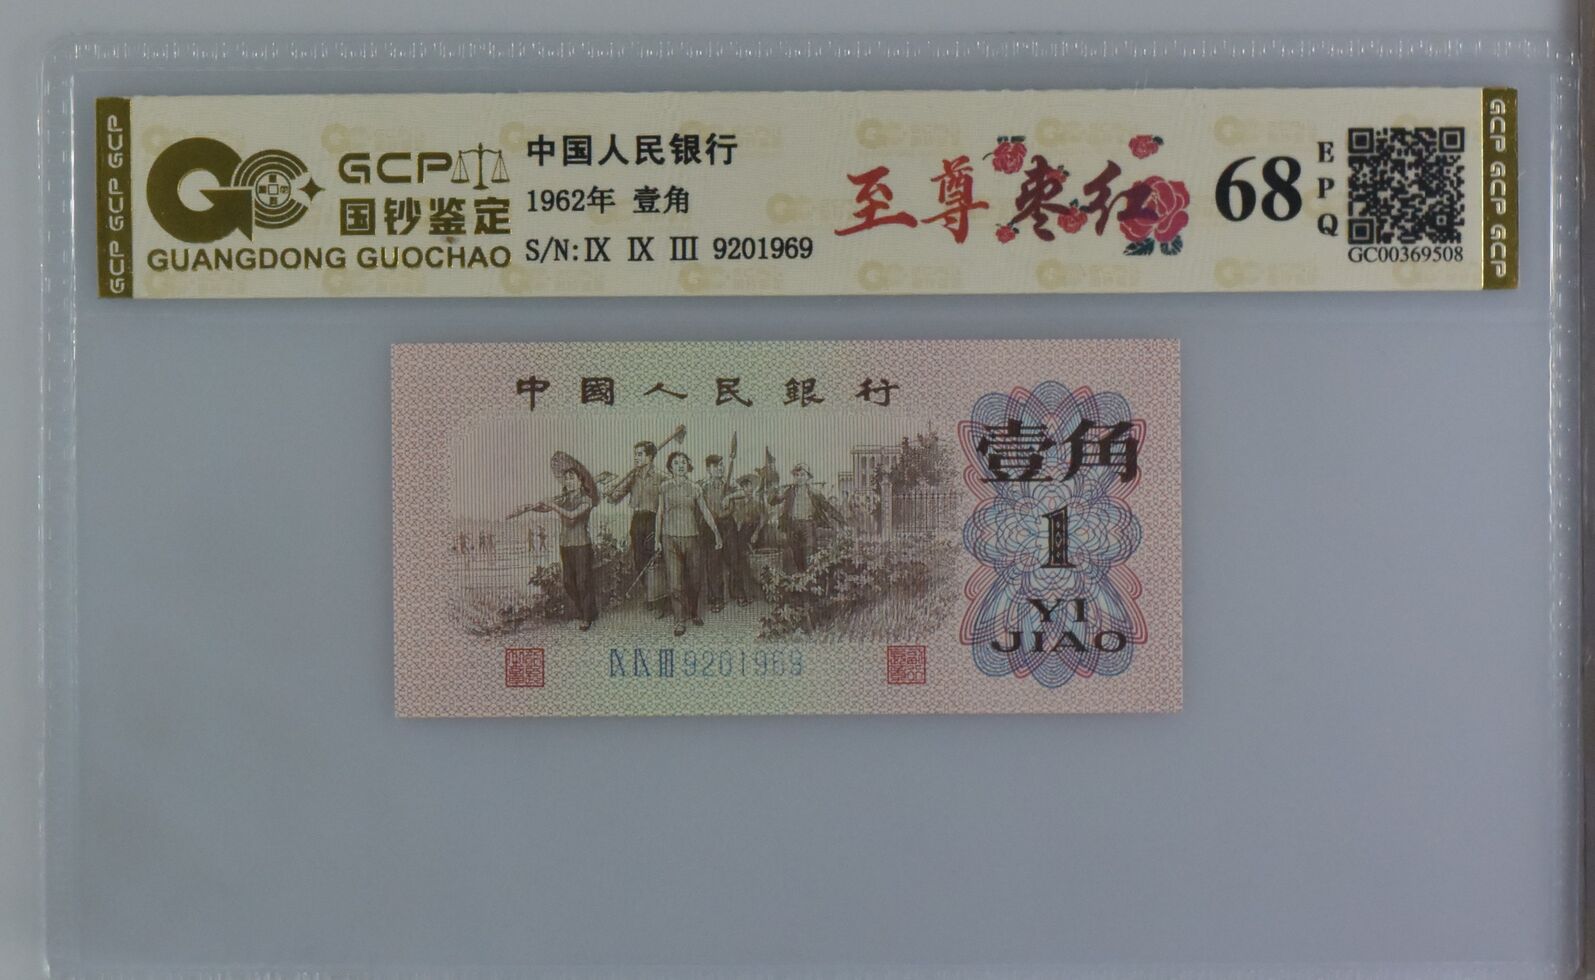 GCP GCP GCP
GCP
国钞鉴定
GUANGDONG GUOCHAO
中国人民银行
1962年 壹角
S/N:Ⅸ Ⅸ Ⅲ 9201969
至尊枣红
68
EPQ
GC00369508
GCP GCP GCP
中國人民銀行
壹角
1
YI
JIAO
ⅨⅨⅢ9201969